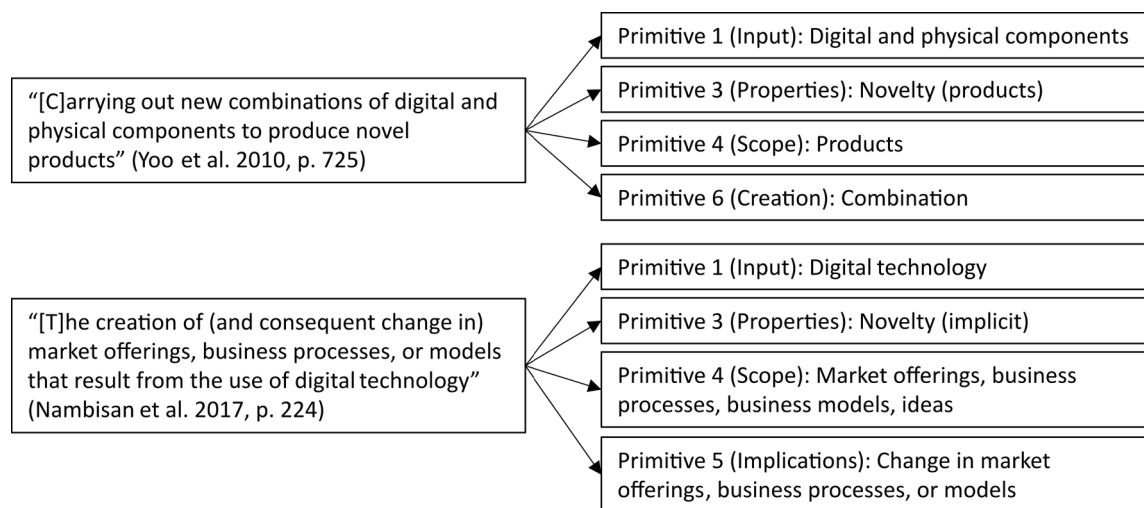 “[C]arrying out new combinations of digital and
physical components to produce novel
products” (Yoo et al. 2010, p. 725)
Primitive 1 (Input): Digital and physical components
Primitive 3 (Properties): Novelty (products)
Primitive 4 (Scope): Products
Primitive 6 (Creation): Combination
“[T]he creation of (and consequent change in)
market offerings, business processes, or models
that result from the use of digital technology”
(Nambisan et al. 2017, p. 224)
Primitive 1 (Input): Digital technology
Primitive 3 (Properties): Novelty (implicit)
Primitive 4 (Scope): Market offerings, business
processes, business models, ideas
Primitive 5 (Implications): Change in market
offerings, business processes, or models